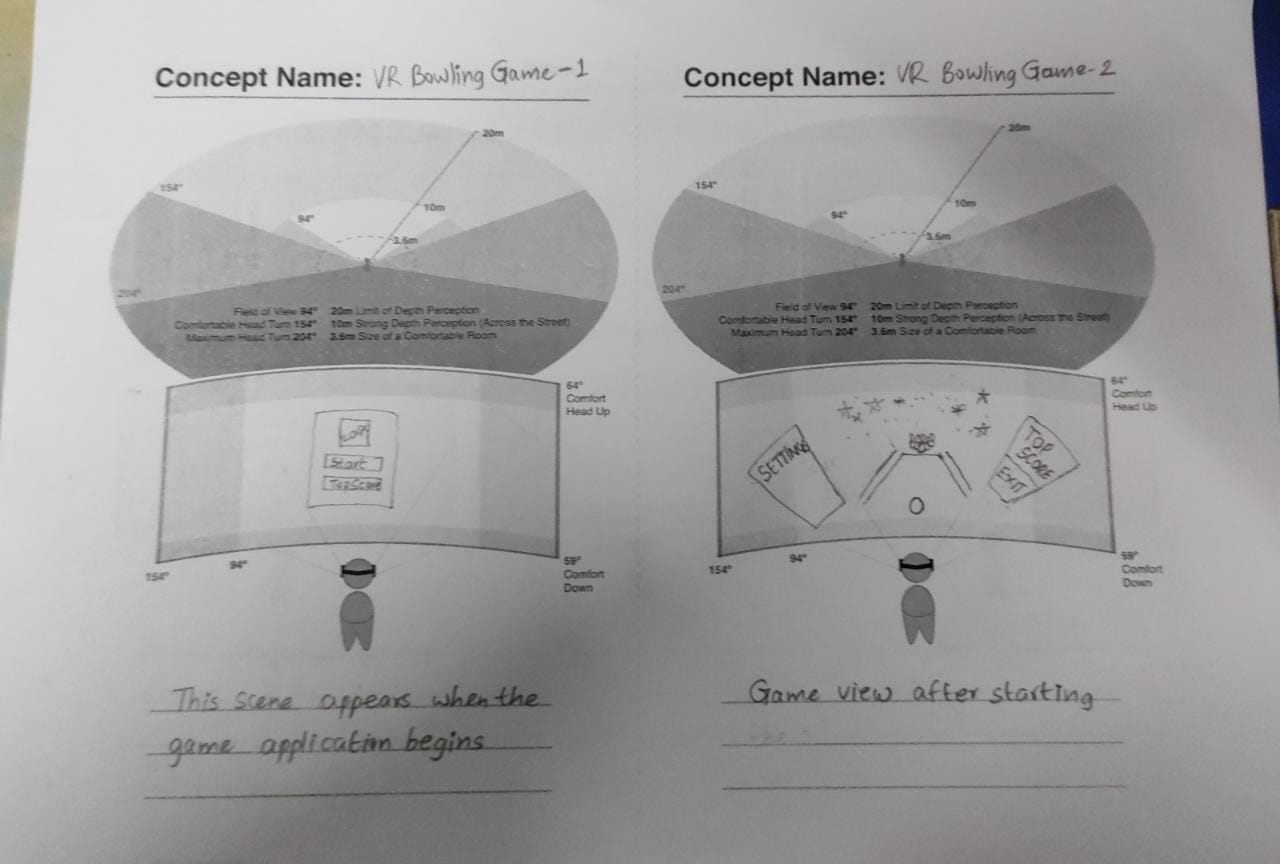 Concept Name: VR Bowling Game-1
20m
154°
94°
10m
3.6m
204°
Field of View 94° 20m Limit of Depth Perception
Comfortable Head Turn 154° 10m Strong Depth Perception (Across the Street)
Maximum Head Turn 204° 3.6m Size of a Comfortable Room
64°
Comfort
Head Up
Logo
Start
Top Score
59°
Comfort
Down
94°
154°
This scene appears when the
game application begins
Concept Name: VR Bowling Game-2
20m
154°
94°
10m
3.6m
204°
Field of View 94° 20m Limit of Depth Perception
Comfortable Head Turn 154° 10m Strong Depth Perception (Across the Street)
Maximum Head Turn 204° 3.6m Size of a Comfortable Room
64°
Comfort
Head Up
SETTING
TOP
SCORE
EXIT
59°
Comfort
Down
94°
154°
Game view after starting